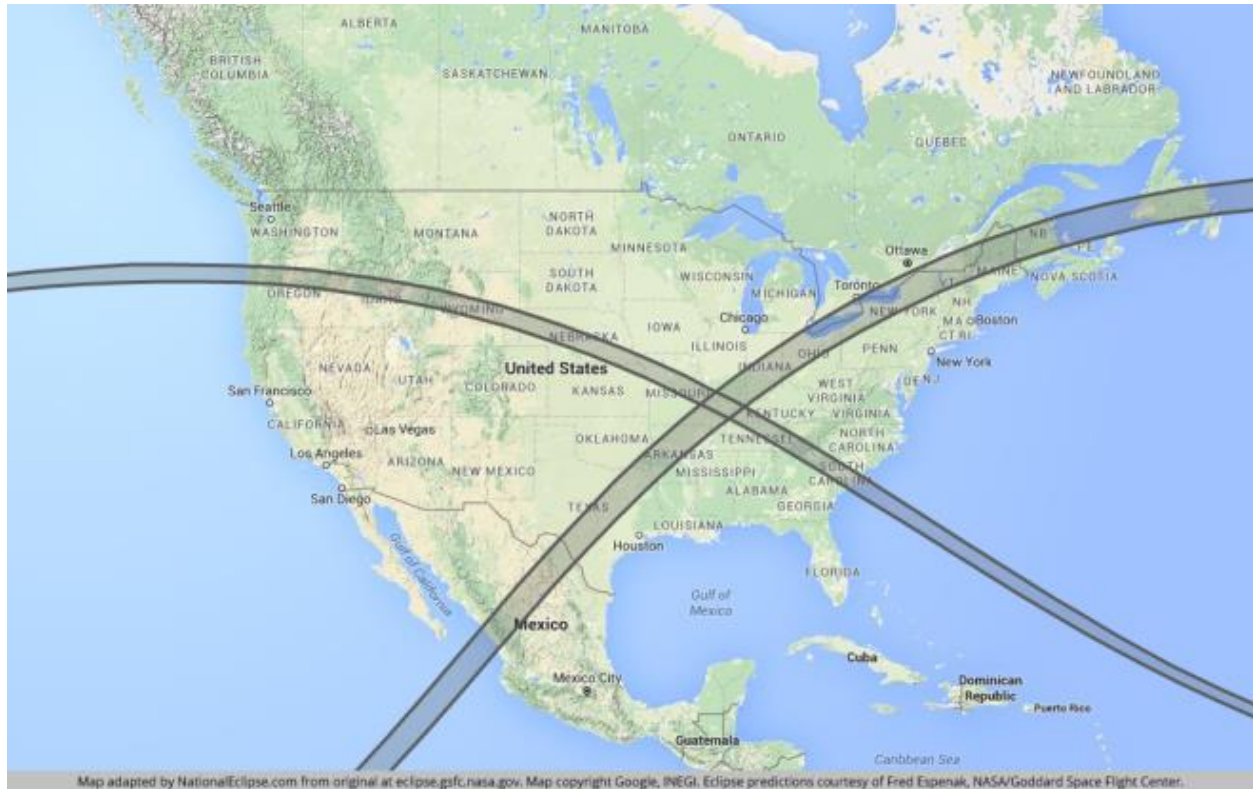 ALBERTA
MANITOBA
BRITISH
COLUMBIA
SASKATCHEWAN
NEWFOUNDLAND
AND LABRADOR
ONTARIO
QUEBEC
Seattle
WASHINGTON
MONTANA
NORTH
DAKOTA
MINNESOTA
Ottawa
NB
PE
SOUTH
DAKOTA
WISCONSIN
MICHIGAN
Toronto
MAINE
NOVA SCOTIA
OREGON
IDAHO
WYOMING
VT
NH
NEW YORK
MA
Boston
CT RI
Chicago
IOWA
NEBRASKA
ILLINOIS
INDIANA
OHIO
PENN
New York
United States
NEVADA
UTAH
COLORADO
KANSAS
MISSOURI
WEST
VIRGINIA
DE NJ
San Francisco
CALIFORNIA
KENTUCKY
VIRGINIA
Las Vegas
OKLAHOMA
TENNESSEE
NORTH
CAROLINA
Los Angeles
ARIZONA
NEW MEXICO
ARKANSAS
MISSISSIPPI
SOUTH
CAROLINA
San Diego
ALABAMA
GEORGIA
TEXAS
LOUISIANA
Houston
FLORIDA
Gulf of California
Gulf of
Mexico
Mexico
Mexico City
Cuba
Dominican
Republic
Puerto Rico
Guatemala
Caribbean Sea
Map adapted by NationalEclipse.com from original at eclipse.gsfc.nasa.gov. Map copyright Google, INEGI. Eclipse predictions courtesy of Fred Espenak, NASA/Goddard Space Flight Center.